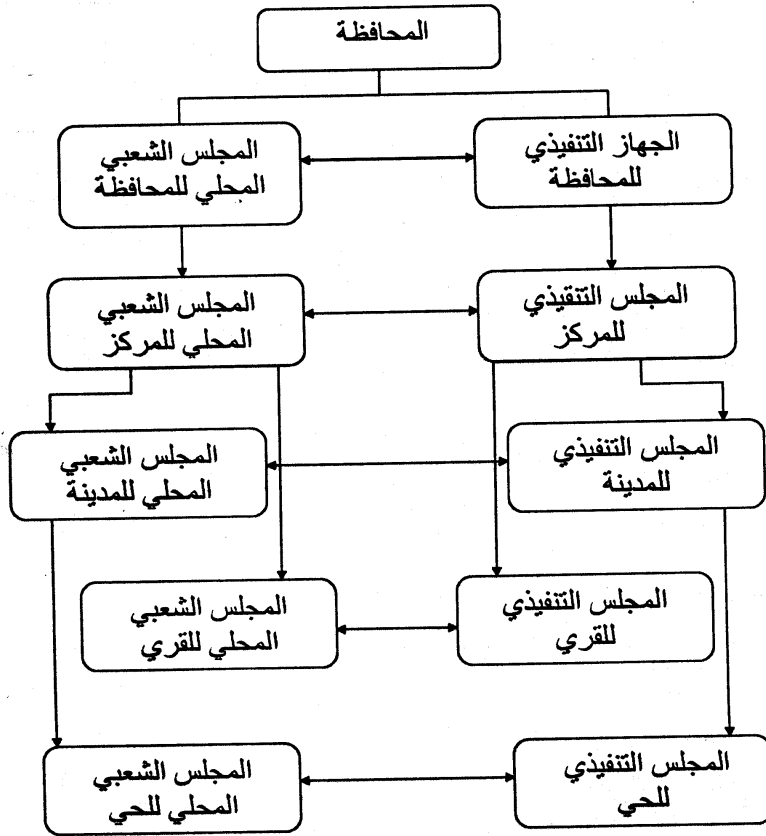 المحافظة
الجهاز التنفيذي
للمحافظة
المجلس الشعبي
المحلي للمحافظة
المجلس التنفيذي
للمركز
المجلس الشعبي
المحلي للمركز
المجلس التنفيذي
للمدينة
المجلس الشعبي
المحلي للمدينة
المجلس التنفيذي
للقري
المجلس الشعبي
المحلي للقري
المجلس التنفيذي
للحي
المجلس الشعبي
المحلي للحي